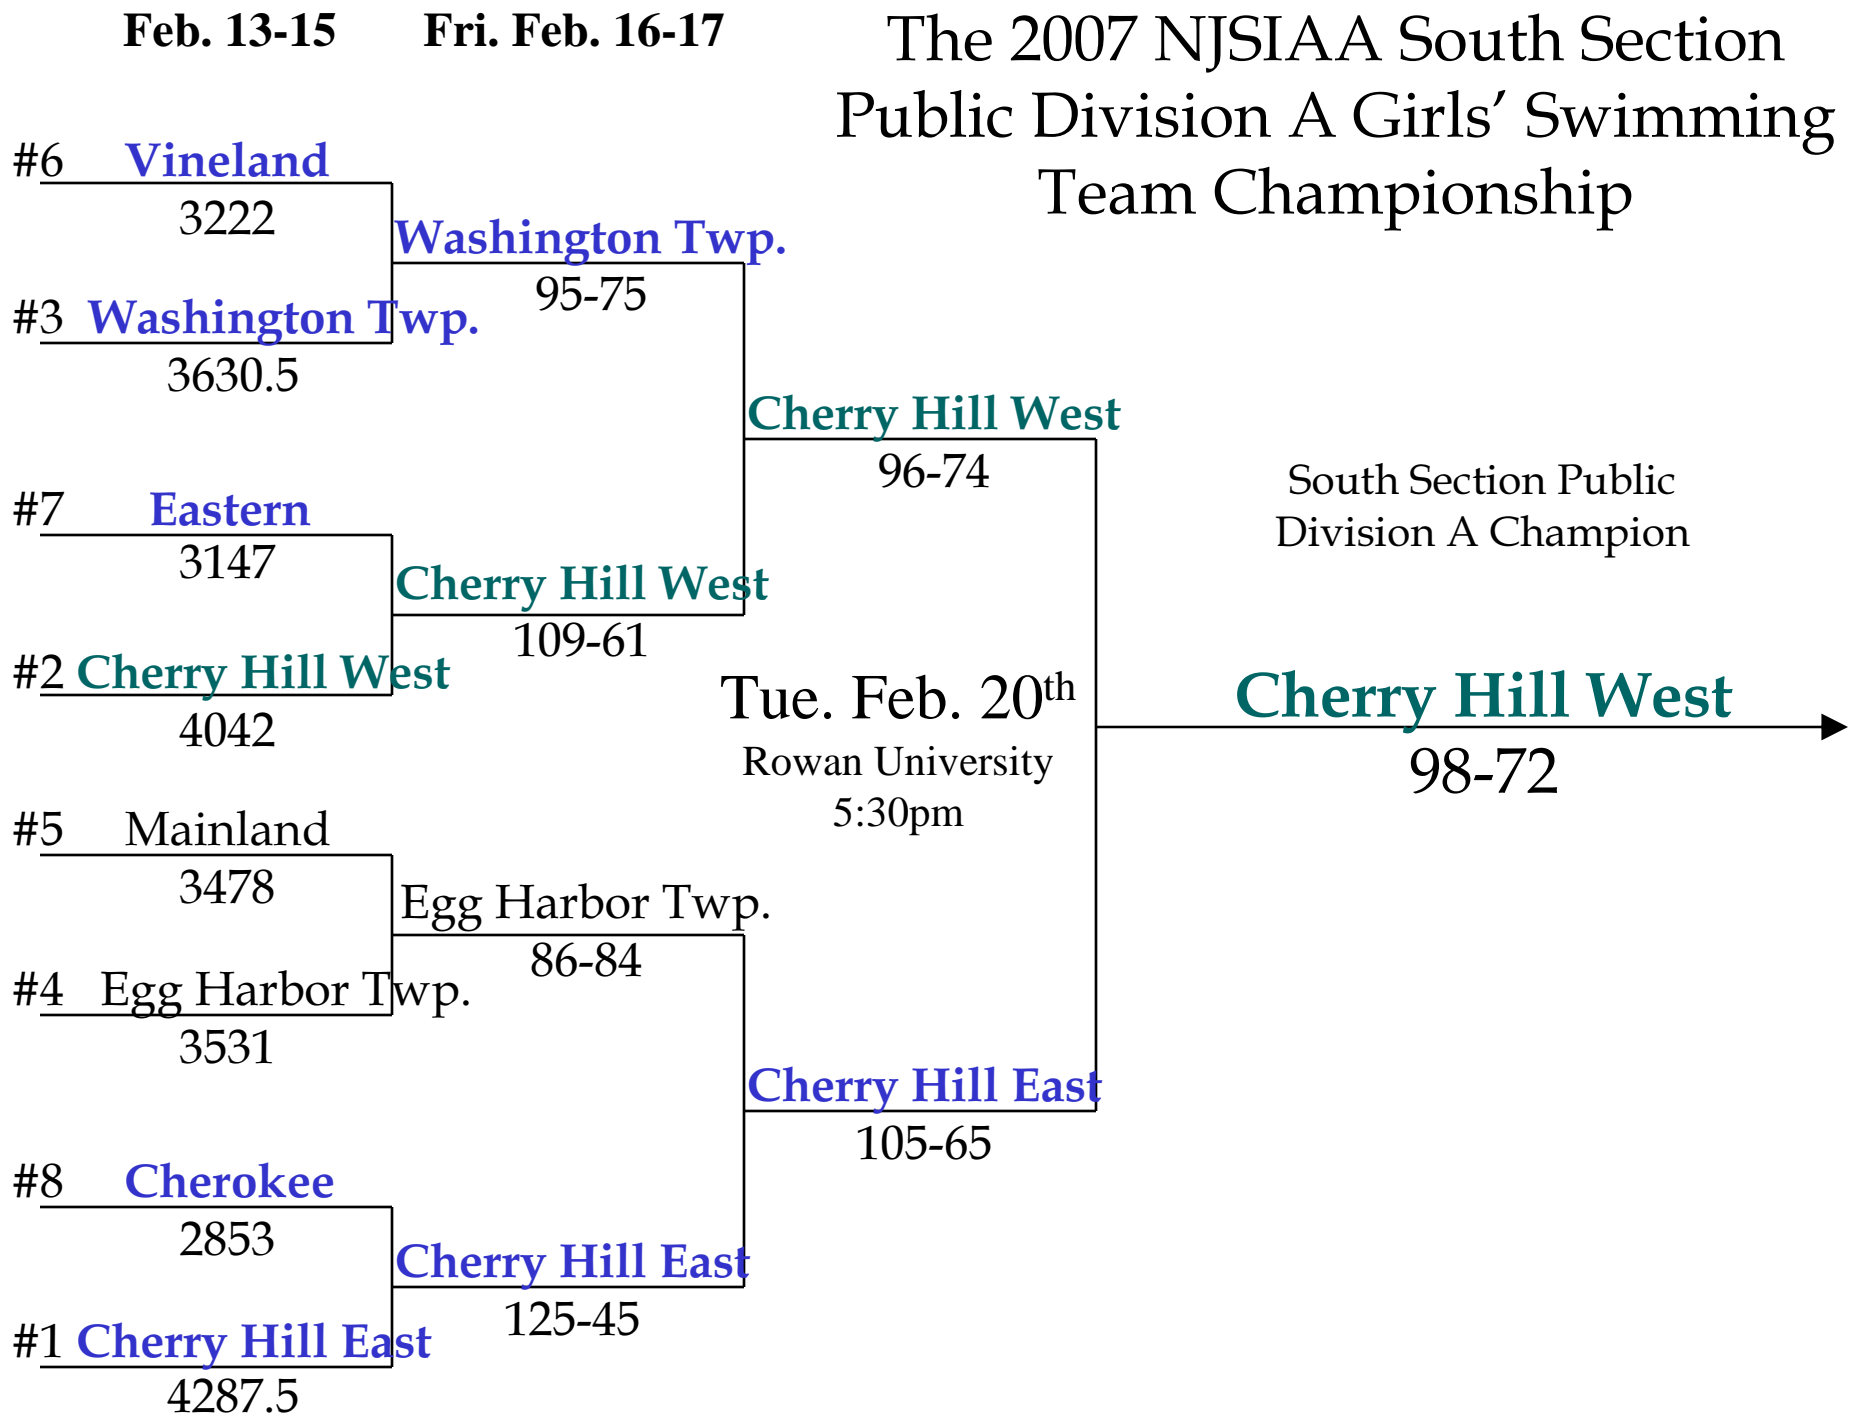 Feb. 13-15 Fri. Feb. 16-17
The 2007 NJSIAA South Section
Public Division A Girls’ Swimming
Team Championship
#6 Vineland
3222
Washington Twp.
95-75
#3 Washington Twp.
3630.5
Cherry Hill West
96-74
South Section Public
Division A Champion
#7 Eastern
3147
Cherry Hill West
109-61
#2 Cherry Hill West
4042
Tue. Feb. 20th
Rowan University
5:30pm
Cherry Hill West
98-72
#5 Mainland
3478
Egg Harbor Twp.
86-84
#4 Egg Harbor Twp.
3531
Cherry Hill East
105-65
#8 Cherokee
2853
Cherry Hill East
125-45
#1 Cherry Hill East
4287.5